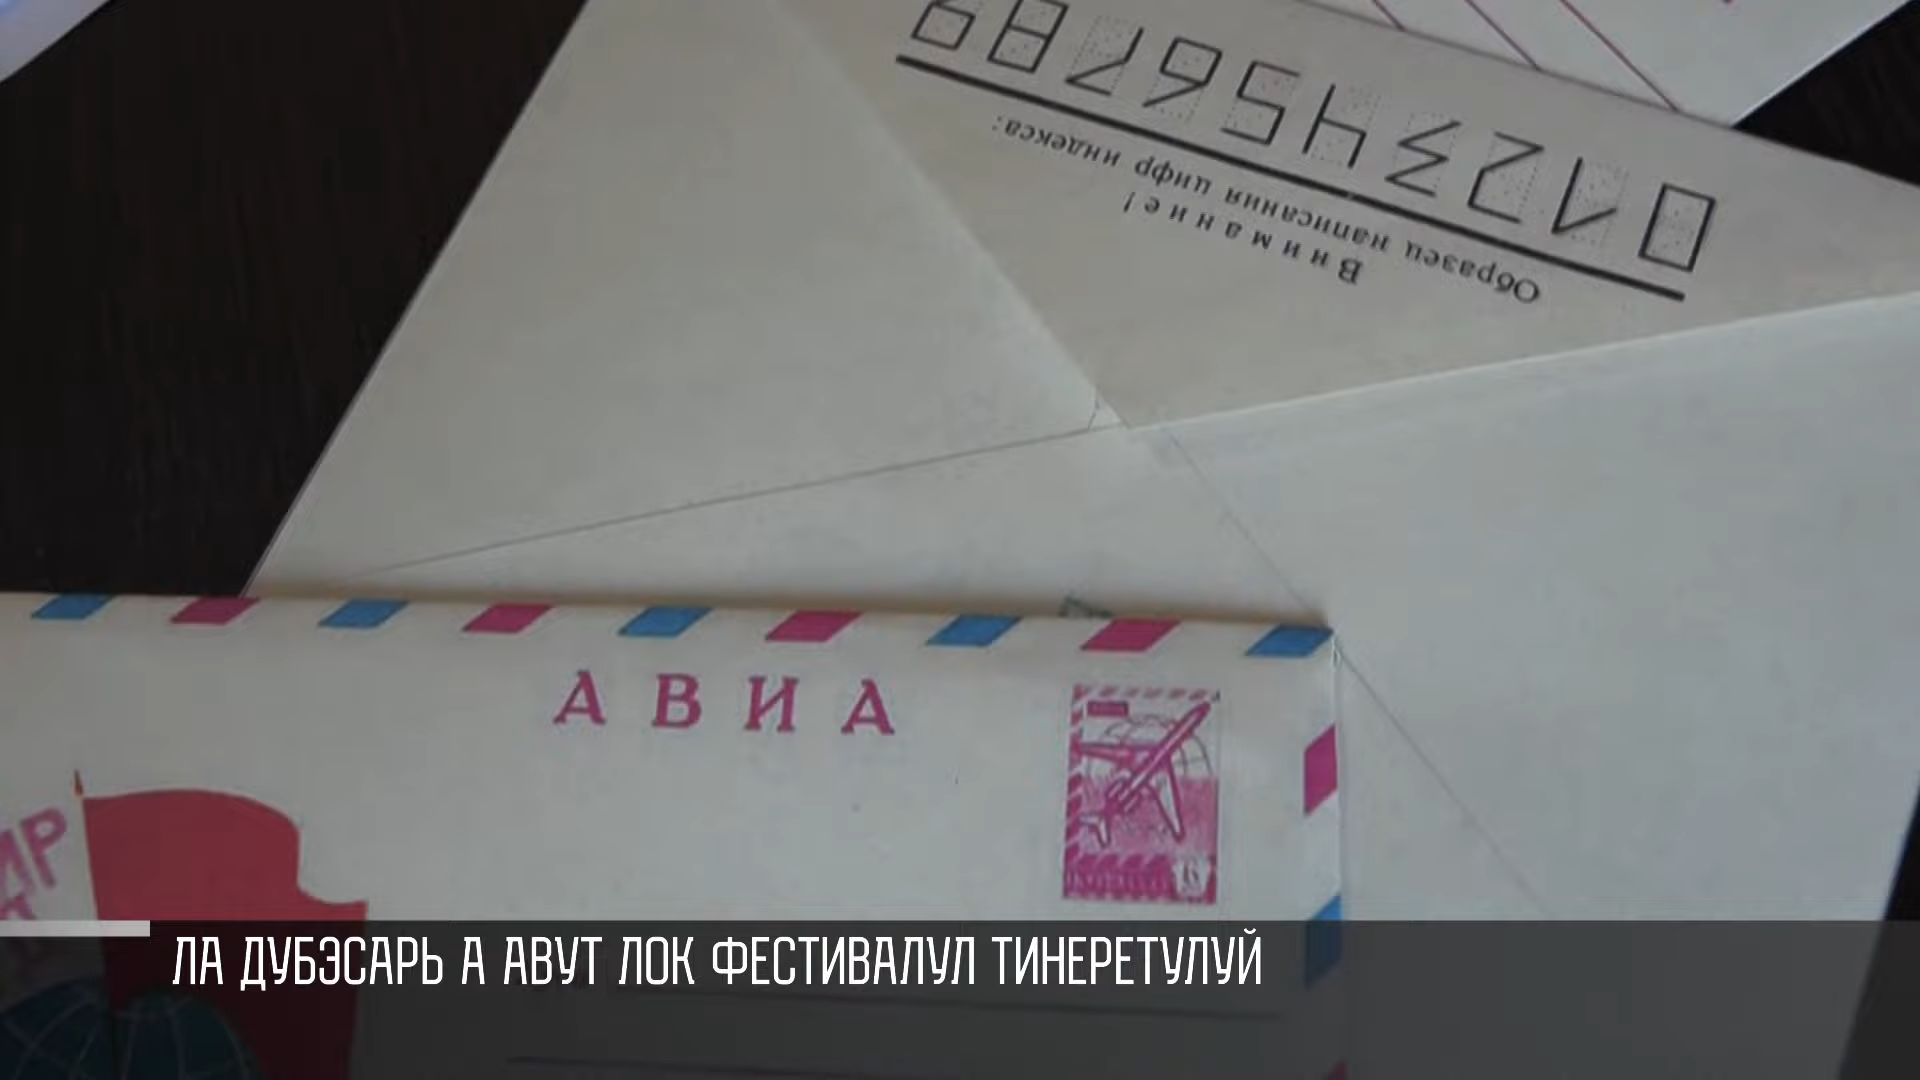 0123456789
Образец написания цифр индекса:
Внимание!
АВИА
ЛА ДУБЭСАРЬ А АВУТ ЛОК ФЕСТИВАЛУЛ ТИНЕРЕТУЛУЙ